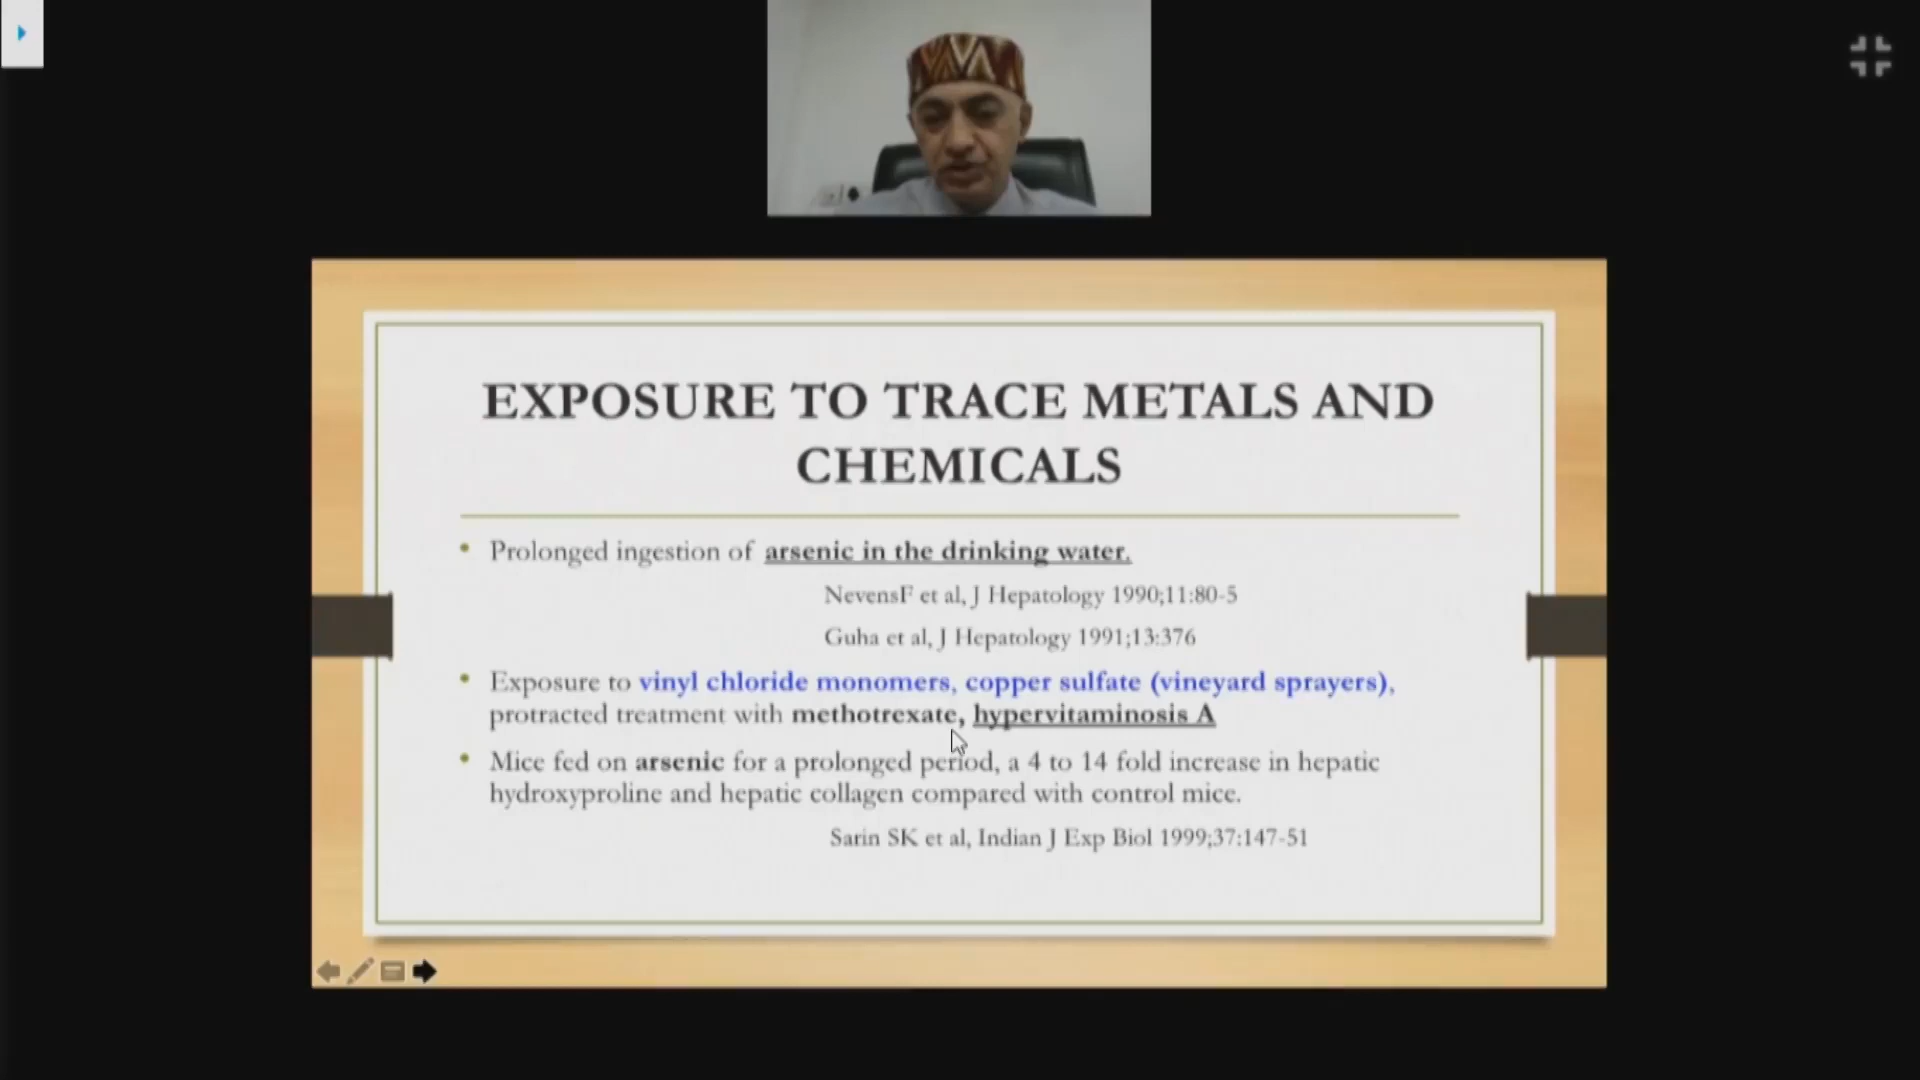 EXPOSURE TO TRACE METALS AND
CHEMICALS
• Prolonged ingestion of arsenic in the drinking water.
NevensF et al, J Hepatology 1990;11:80-5
Guha et al, J Hepatology 1991;13:376
• Exposure to vinyl chloride monomers, copper sulfate (vineyard sprayers),
protracted treatment with methotrexate, hypervitaminosis A
• Mice fed on arsenic for a prolonged period, a 4 to 14 fold increase in hepatic
hydroxyproline and hepatic collagen compared with control mice.
Sarin SK et al, Indian J Exp Biol 1999;37:147-51